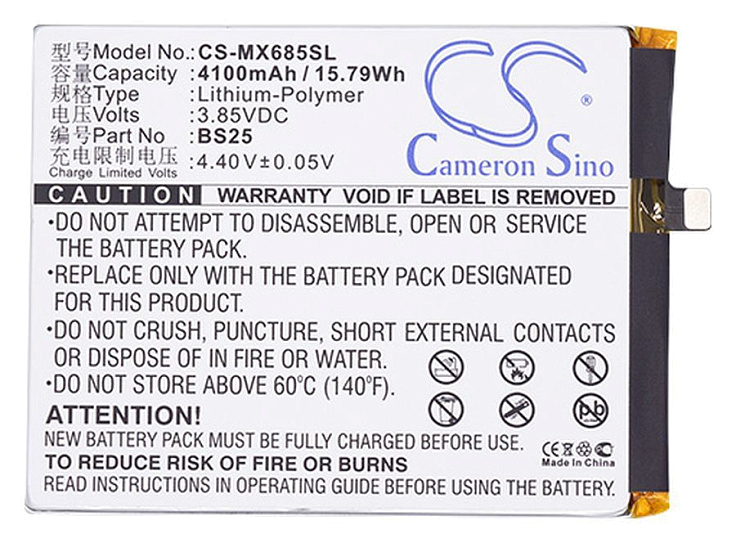 型号Model No.: CS-MX685SL
容量Capacity :4100mAh / 15.79Wh
规格Type :Lithium-Polymer
电压Volts :3.85VDC
编号Part No :BS25
充电限制电压:4.40V±0.05V
Charge Limited Volts
CS®
Cameron Sino
CAUTION WARRANTY VOID IF LABEL IS REMOVED
•DO NOT ATTEMPT TO DISASSEMBLE, OPEN OR SERVICE
THE BATTERY PACK.
•REPLACE ONLY WITH THE BATTERY PACK DESIGNATED
FOR THIS PRODUCT.
•DO NOT CRUSH, PUNCTURE, SHORT EXTERNAL CONTACTS
OR DISPOSE OF IN FIRE OR WATER.
•DO NOT STORE ABOVE 60°C (140°F).
Pb
ATTENTION!
NEW BATTERY PACK MUST BE FULLY CHARGED BEFORE USE.
TO REDUCE RISK OF FIRE OR BURNS
READ INSTRUCTIONS IN OPERATING GUIDE BEFORE USE.
CE
Made In China